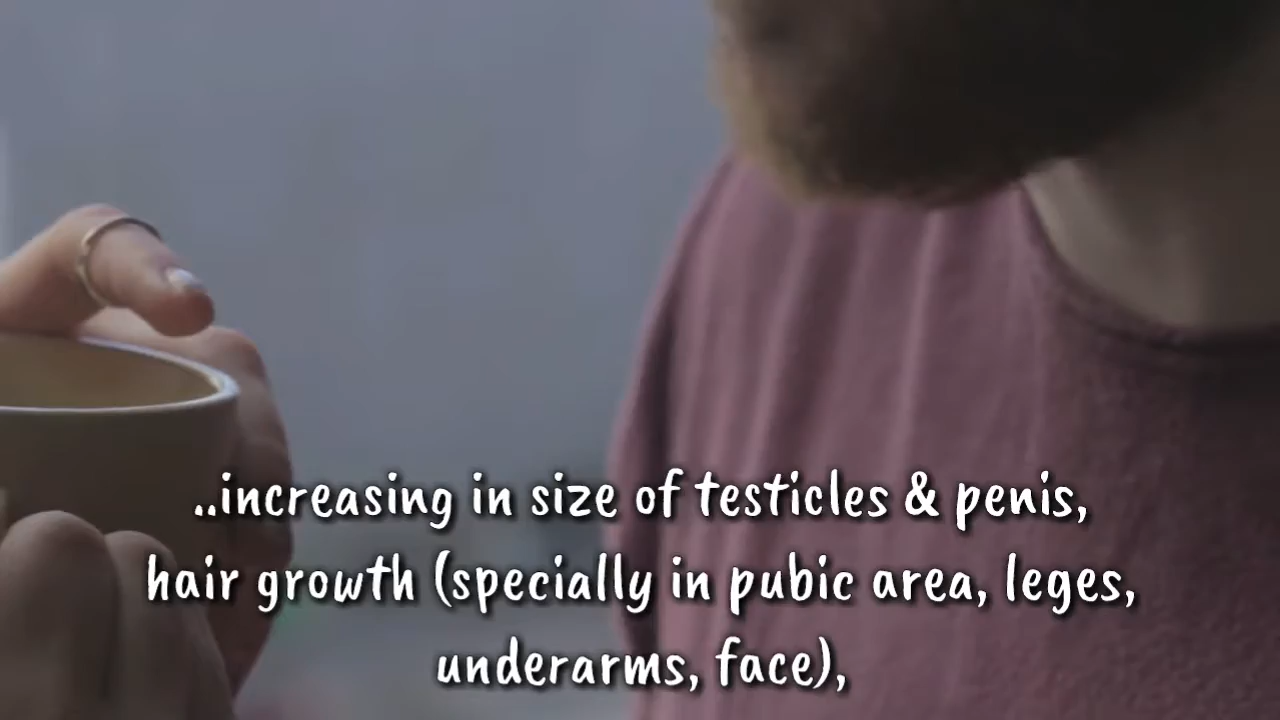 ..increasing in size of testicles & penis,
hair growth (specially in pubic area, leges,
underarms, face),